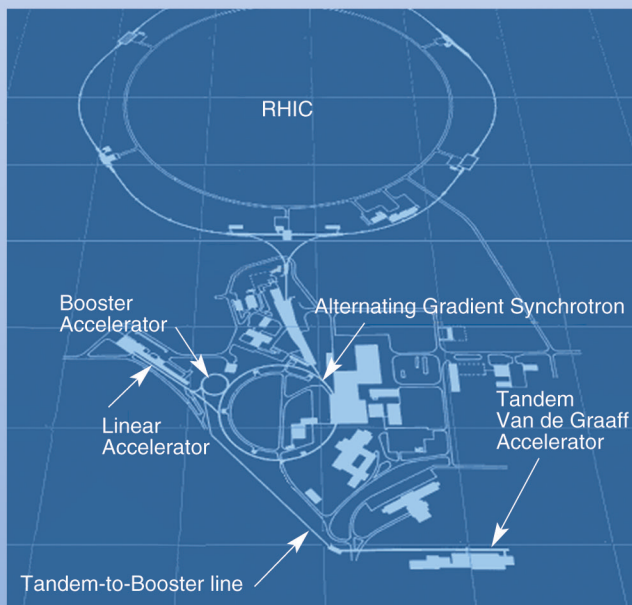 RHIC
Booster
Accelerator
Alternating Gradient Synchrotron
Linear
Accelerator
Tandem
Van de Graaff
Accelerator
Tandem-to-Booster line